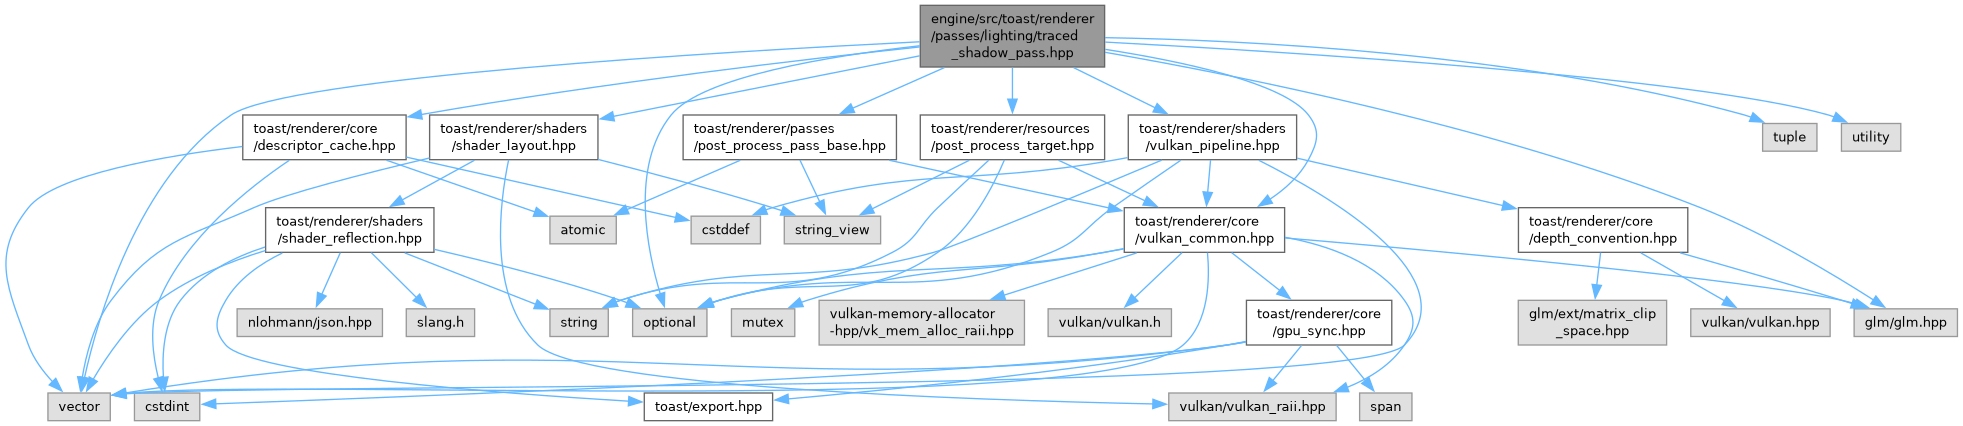 engine/src/toast/renderer
/passes/lighting/traced
_shadow_pass.hpp
toast/renderer/core
/descriptor_cache.hpp
toast/renderer/shaders
/shader_layout.hpp
toast/renderer/passes
/post_process_pass_base.hpp
toast/renderer/resources
/post_process_target.hpp
toast/renderer/shaders
/vulkan_pipeline.hpp
tuple
utility
toast/renderer/shaders
/shader_reflection.hpp
atomic
cstddef
string_view
toast/renderer/core
/vulkan_common.hpp
toast/renderer/core
/depth_convention.hpp
nlohmann/json.hpp
slang.h
string
optional
mutex
vulkan-memory-allocator
-hpp/vk_mem_alloc_raii.hpp
vulkan/vulkan.h
toast/renderer/core
/gpu_sync.hpp
glm/ext/matrix_clip
_space.hpp
vulkan/vulkan.hpp
glm/glm.hpp
vector
cstdint
toast/export.hpp
vulkan/vulkan_raii.hpp
span